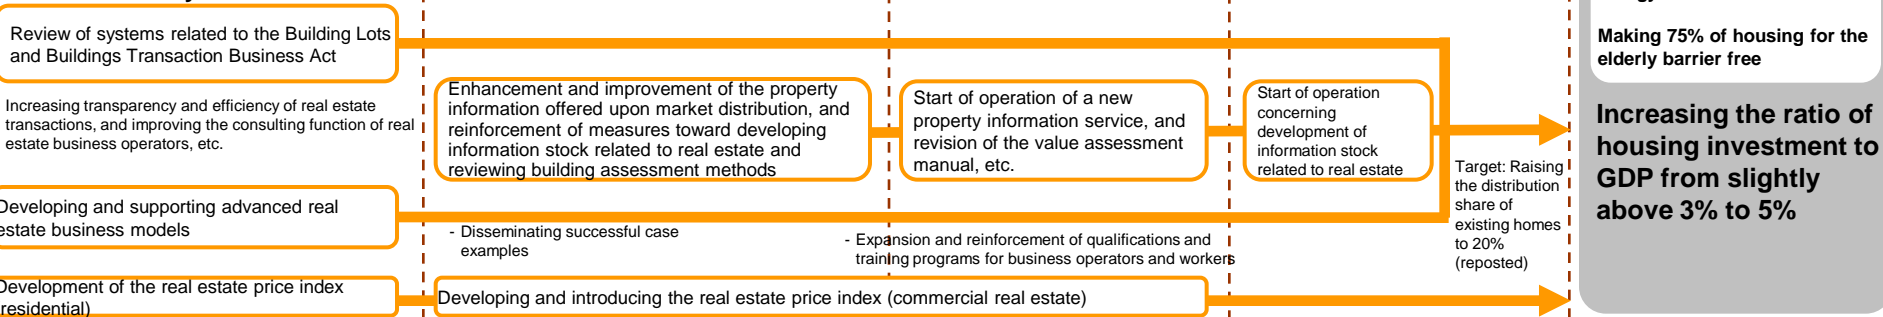 Review of systems related to the Building Lots
and Buildings Transaction Business Act
Increasing transparency and efficiency of real estate
transactions, and improving the consulting function of real
estate business operators, etc.
Enhancement and improvement of the property
information offered upon market distribution, and
reinforcement of measures toward developing
information stock related to real estate and
reviewing building assessment methods
Start of operation of a new
property information service, and
revision of the value assessment
manual, etc.
Start of operation
concerning
development of
information stock
related to real estate
Developing and supporting advanced real
estate business models
- Disseminating successful case
examples
- Expansion and reinforcement of qualifications and
training programs for business operators and workers
Target: Raising
the distribution
share of
existing homes
to 20%
(reposted)
Development of the real estate price index
residential)
Developing and introducing the real estate price index (commercial real estate)
Making 75% of housing for the
elderly barrier free
Increasing the ratio of
housing investment to
GDP from slightly
above 3% to 5%